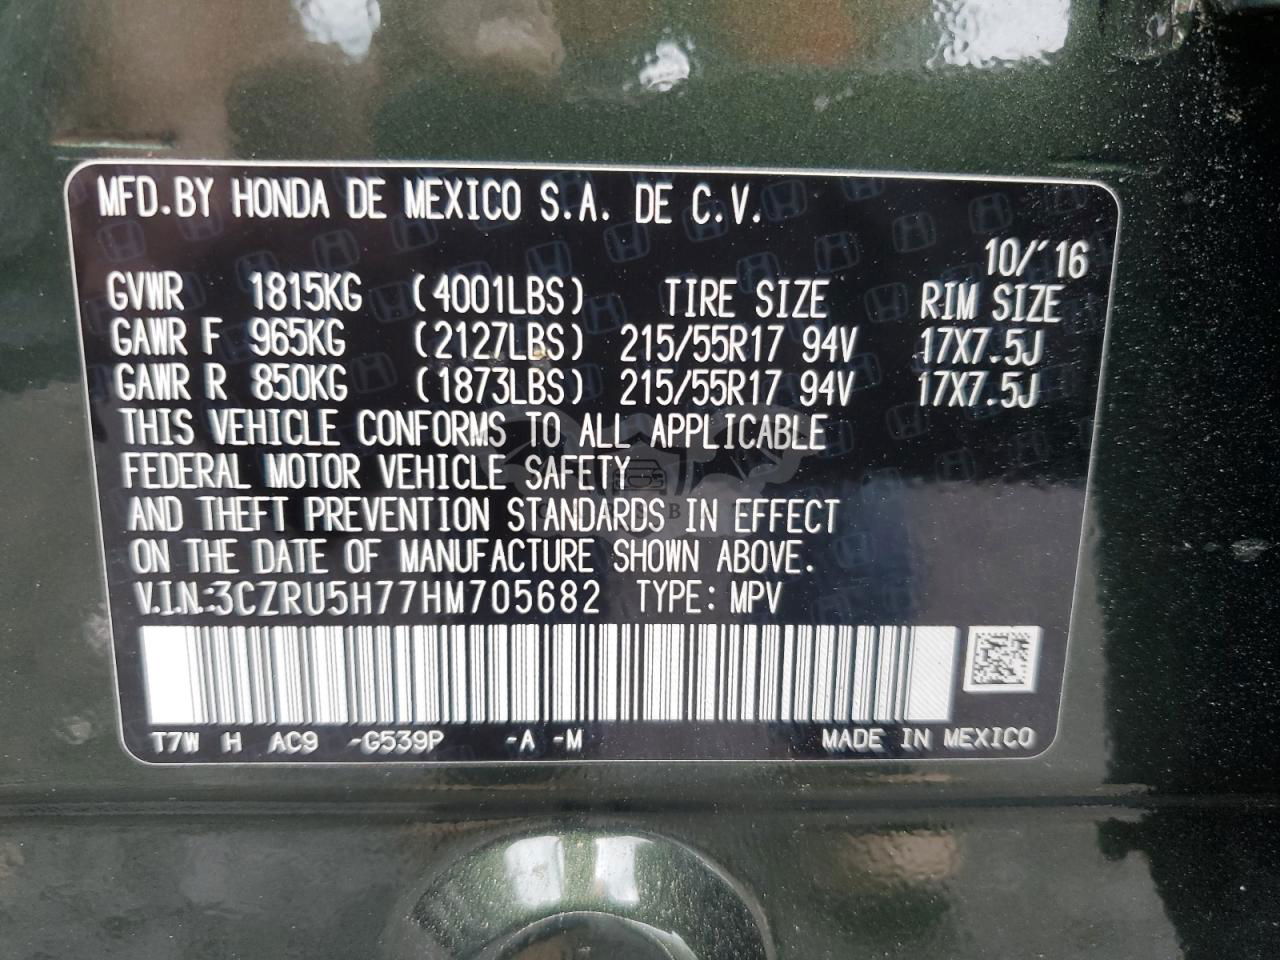 MFD.BY HONDA DE MEXICO S.A. DE C.V.
10/'16
GVWR 1815KG (4001LBS) TIRE SIZE RIM SIZE
GAWR F 965KG (2127LBS) 215/55R17 94V 17X7.5J
GAWR R 850KG (1873LBS) 215/55R17 94V 17X7.5J
THIS VEHICLE CONFORMS TO ALL APPLICABLE
FEDERAL MOTOR VEHICLE SAFETY
AND THEFT PREVENTION STANDARDS IN EFFECT
ON THE DATE OF MANUFACTURE SHOWN ABOVE.
V.I.N.:3CZRU5H77HM705682 TYPE: MPV
T7W H AC9 -G539P -A -M MADE IN MEXICO